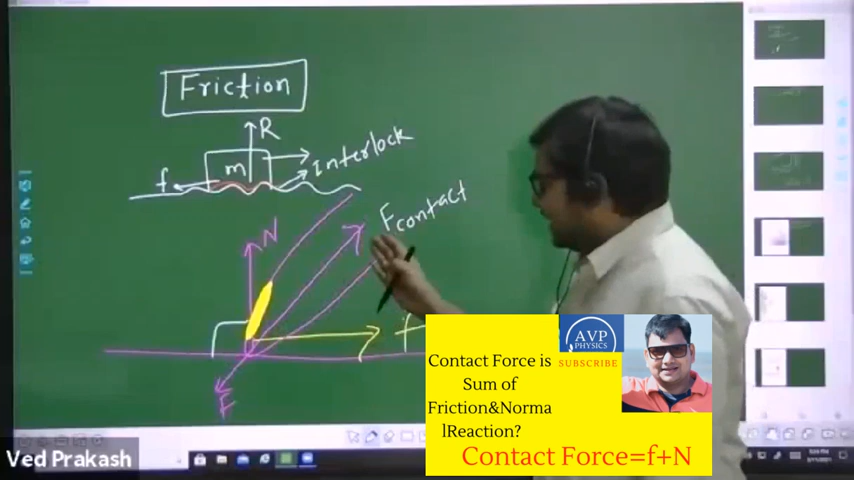 Friction
R
m
f
Interlock
Fcontact
N
f
F
AVP
PHYSICS
SUBSCRIBE
Contact Force is
Sum of
Friction&Norma
lReaction?
Contact Force=f+N
Ved Prakash